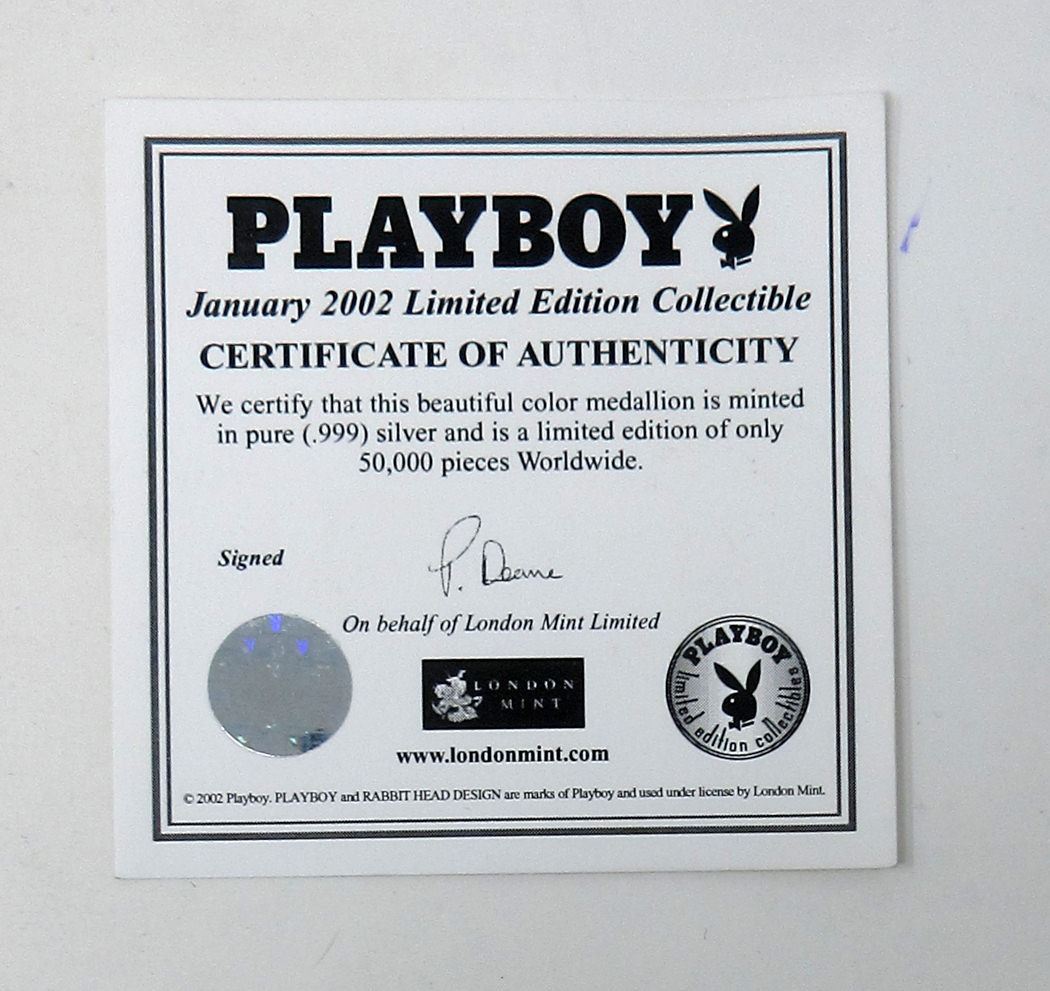 PLAYBOY
January 2002 Limited Edition Collectible
CERTIFICATE OF AUTHENTICITY
We certify that this beautiful color medallion is minted
in pure (.999) silver and is a limited edition of only
50,000 pieces Worldwide.
Signed
P. Deane
On behalf of London Mint Limited
LONDON
MINT
www.londonmint.com
PLAYBOY
limited edition collectibles
© 2002 Playboy. PLAYBOY and RABBIT HEAD DESIGN are marks of Playboy and used under license by London Mint.